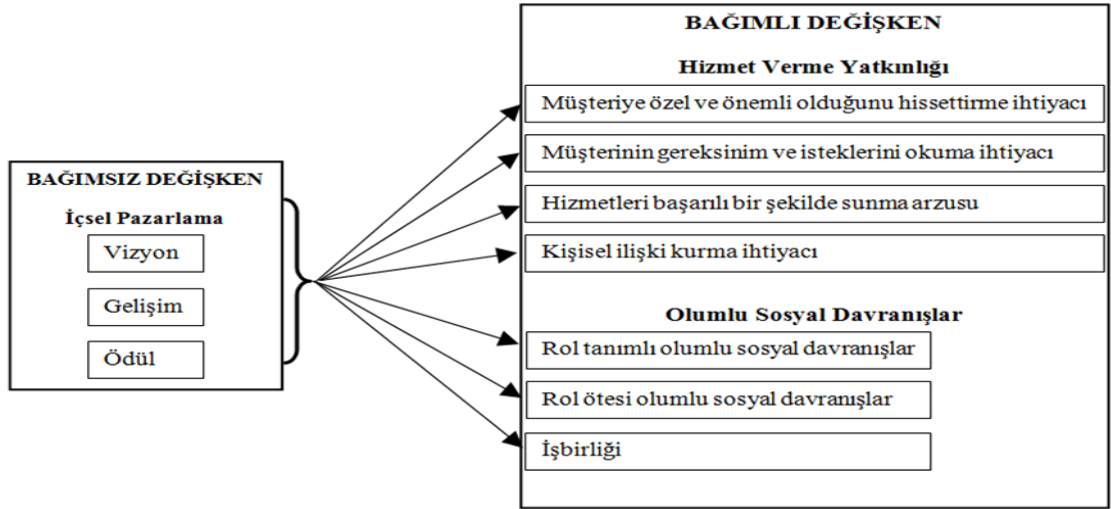 BAĞIMSIZ DEĞİŞKEN
İçsel Pazarlama
Vizyon
Gelişim
Ödül
BAĞIMLI DEĞİŞKEN
Hizmet Verme Yatkınlığı
Müşteriye özel ve önemli olduğunu hissettirme ihtiyacı
Müşterinin gereksinim ve isteklerini okuma ihtiyacı
Hizmetleri başarılı bir şekilde sunma arzusu
Kişisel ilişki kurma ihtiyacı
Olumlu Sosyal Davranışlar
Rol tanımlı olumlu sosyal davranışlar
Rol ötesi olumlu sosyal davranışlar
İşbirliği